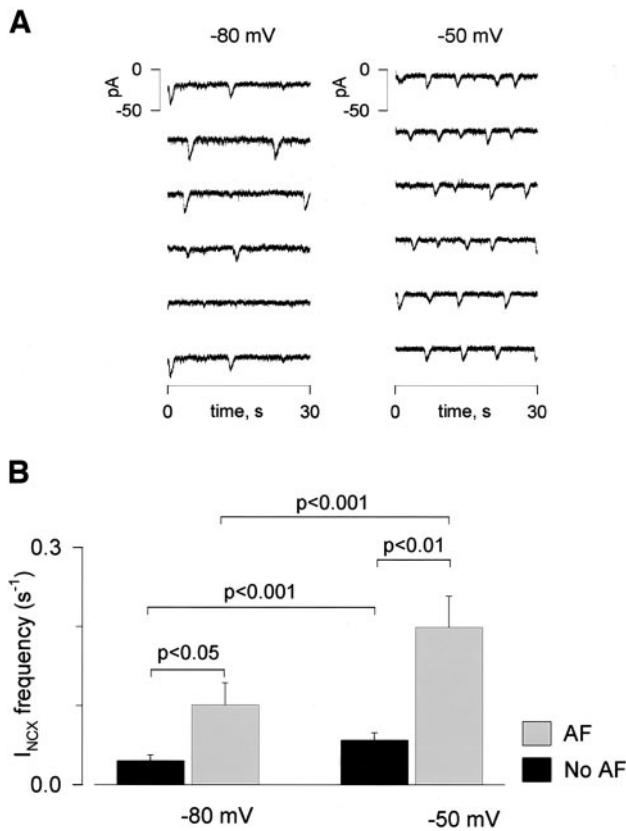 A
-80 mV
-50 mV
0
pA
-50
0
pA
-50
0
time, s
30
0
time, s
30
B
p<0.001
0.3
p<0.01
p<0.001
p<0.05
I_NCX frequency (s⁻¹)
AF
No AF
0.0
-80 mV
-50 mV